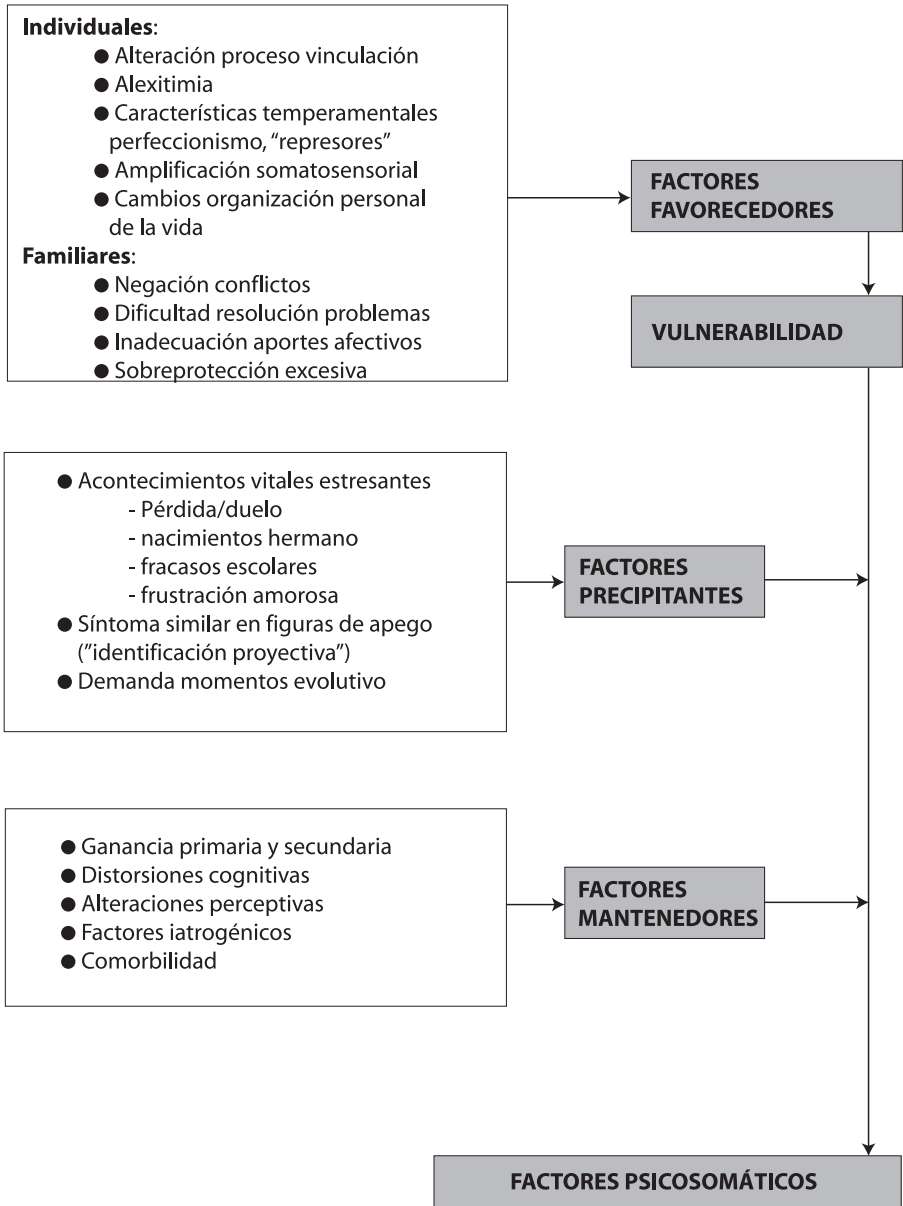 Individuales:
● Alteración proceso vinculación
● Alexitimia
● Características temperamentales
perfeccionismo, “represores”
● Amplificación somatosensorial
● Cambios organización personal
de la vida
Familiares:
● Negación conflictos
● Dificultad resolución problemas
● Inadecuación aportes afectivos
● Sobreprotección excesiva
FACTORES
FAVORECEDORES
VULNERABILIDAD
● Acontecimientos vitales estresantes
- Pérdida/duelo
- nacimientos hermano
- fracasos escolares
- frustración amorosa
● Síntoma similar en figuras de apego
(”identificación proyectiva”)
● Demanda momentos evolutivo
FACTORES
PRECIPITANTES
● Ganancia primaria y secundaria
● Distorsiones cognitivas
● Alteraciones perceptivas
● Factores iatrogénicos
● Comorbilidad
FACTORES
MANTENEDORES
FACTORES PSICOSOMÁTICOS